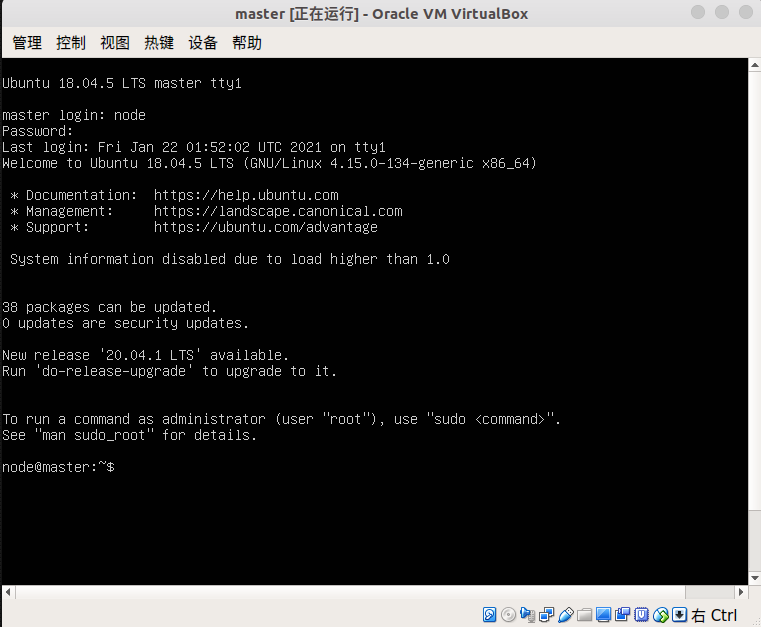 master [正在运行] - Oracle VM VirtualBox
管理 控制 视图 热键 设备 帮助
Ubuntu 18.04.5 LTS master tty1
master login: node
Password:
Last login: Fri Jan 22 01:52:02 UTC 2021 on tty1
Welcome to Ubuntu 18.04.5 LTS (GNU/Linux 4.15.0-134-generic x86_64)
* Documentation:  https://help.ubuntu.com
* Management:     https://landscape.canonical.com
* Support:        https://ubuntu.com/advantage
System information disabled due to load higher than 1.0
38 packages can be updated.
0 updates are security updates.
New release '20.04.1 LTS' available.
Run 'do-release-upgrade' to upgrade to it.
To run a command as administrator (user "root"), use "sudo <command>".
See "man sudo_root" for details.
node@master:~$
右 Ctrl